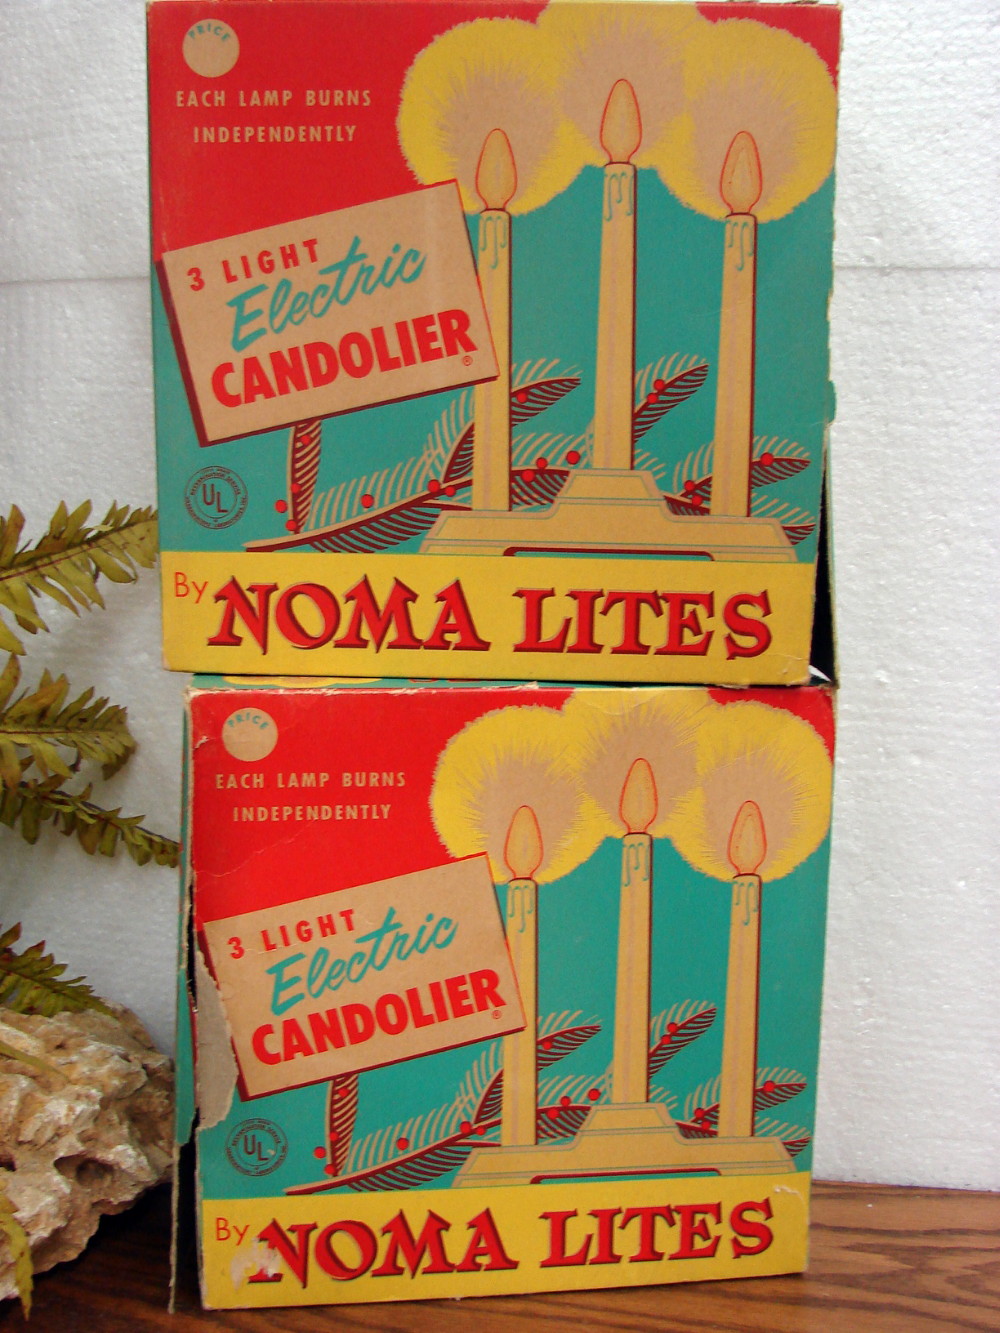 PRICE
EACH LAMP BURNS
INDEPENDENTLY
3 LIGHT
Electric
CANDOLIER®
UL
By NOMA LITES
PRICE
EACH LAMP BURNS
INDEPENDENTLY
3 LIGHT
Electric
CANDOLIER®
UL
By NOMA LITES